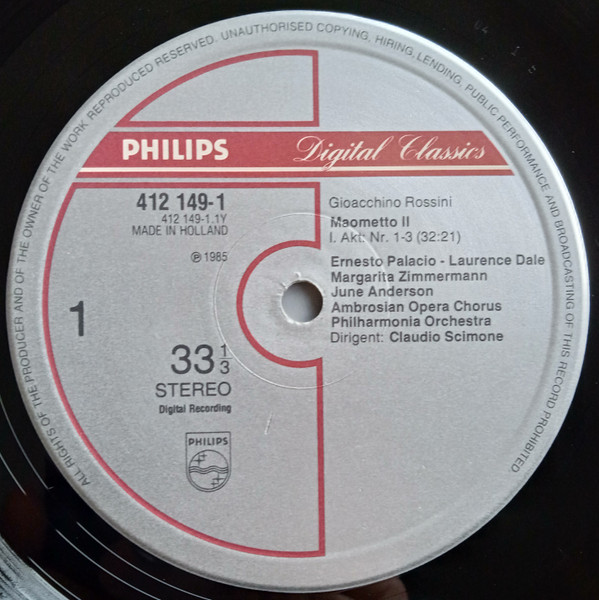 ALL RIGHTS OF THE PRODUCER AND OF THE OWNER OF THE WORK REPRODUCED RESERVED. UNAUTHORISED COPYING, HIRING, LENDING, PUBLIC PERFORMANCE AND BROADCASTING OF THIS RECORD PROHIBITED.
PHILIPS Digital Classics
412 149-1
412 149-1.1Y
MADE IN HOLLAND
℗ 1985
1
33 1/3
STEREO
Digital Recording
PHILIPS
Gioacchino Rossini
Maometto II
I. Akt: Nr. 1-3 (32:21)
Ernesto Palacio - Laurence Dale
Margarita Zimmermann
June Anderson
Ambrosian Opera Chorus
Philharmonia Orchestra
Dirigent: Claudio Scimone